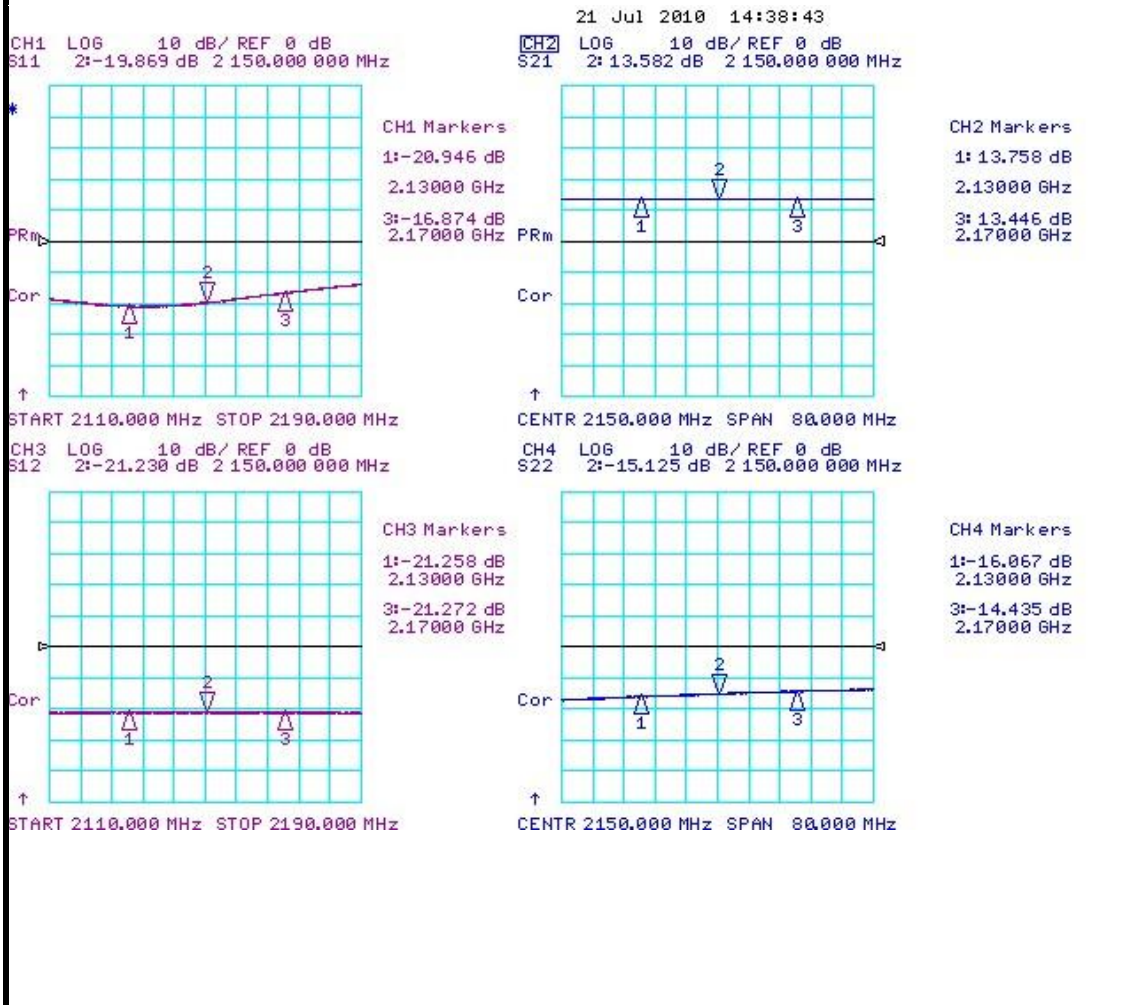 21 Jul 2010 14:38:43
CH1 LOG 10 dB/ REF 0 dB
S11 2:-19.869 dB 2 150.000 000 MHz
*
CH1 Markers
1:-20.946 dB
2.13000 GHz
3:-16.874 dB
2.17000 GHz
PRm
Cor
2
1
3
↑
START 2110.000 MHz STOP 2190.000 MHz
CH2 LOG 10 dB/ REF 0 dB
S21 2: 13.582 dB 2 150.000 000 MHz
CH2 Markers
1: 13.758 dB
2.13000 GHz
3: 13.446 dB
2.17000 GHz
PRm
Cor
2
1
3
↑
CENTR 2150.000 MHz SPAN 80.000 MHz
CH3 LOG 10 dB/ REF 0 dB
S12 2:-21.230 dB 2 150.000 000 MHz
CH3 Markers
1:-21.258 dB
2.13000 GHz
3:-21.272 dB
2.17000 GHz
Cor
2
1
3
↑
START 2110.000 MHz STOP 2190.000 MHz
CH4 LOG 10 dB/ REF 0 dB
S22 2:-15.125 dB 2 150.000 000 MHz
CH4 Markers
1:-16.067 dB
2.13000 GHz
3:-14.435 dB
2.17000 GHz
Cor
2
1
3
↑
CENTR 2150.000 MHz SPAN 80.000 MHz